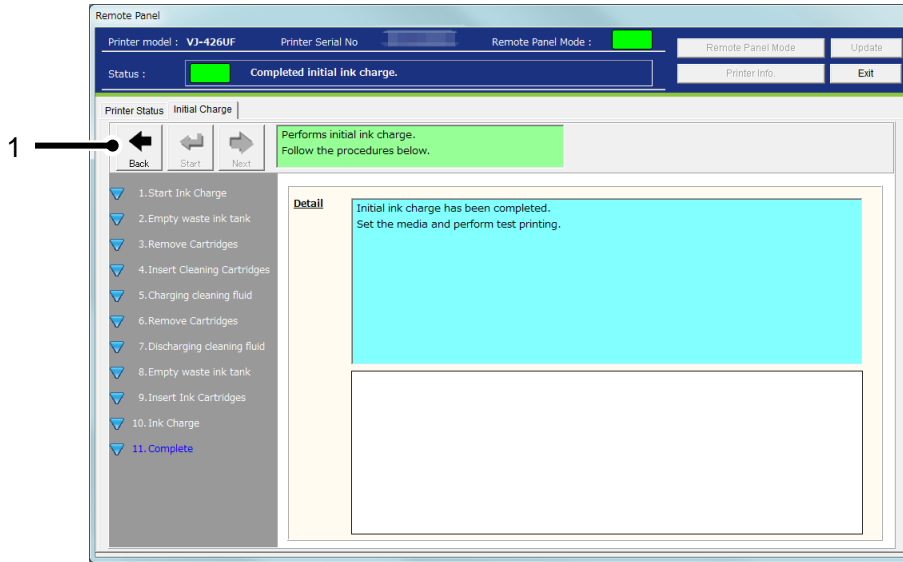 Remote Panel
Printer model : VJ-426UF Printer Serial No Remote Panel Mode : Remote Panel Mode Update
Status : Completed initial ink charge. Printer Info. Exit
Printer Status Initial Charge
1
Back Start Next
Performs initial ink charge.
Follow the procedures below.
1.Start Ink Charge
2.Empty waste ink tank
3.Remove Cartridges
4.Insert Cleaning Cartridges
5.Charging cleaning fluid
6.Remove Cartridges
7.Discharging cleaning fluid
8.Empty waste ink tank
9.Insert Ink Cartridges
10.Ink Charge
11.Complete
Detail
Initial ink charge has been completed.
Set the media and perform test printing.